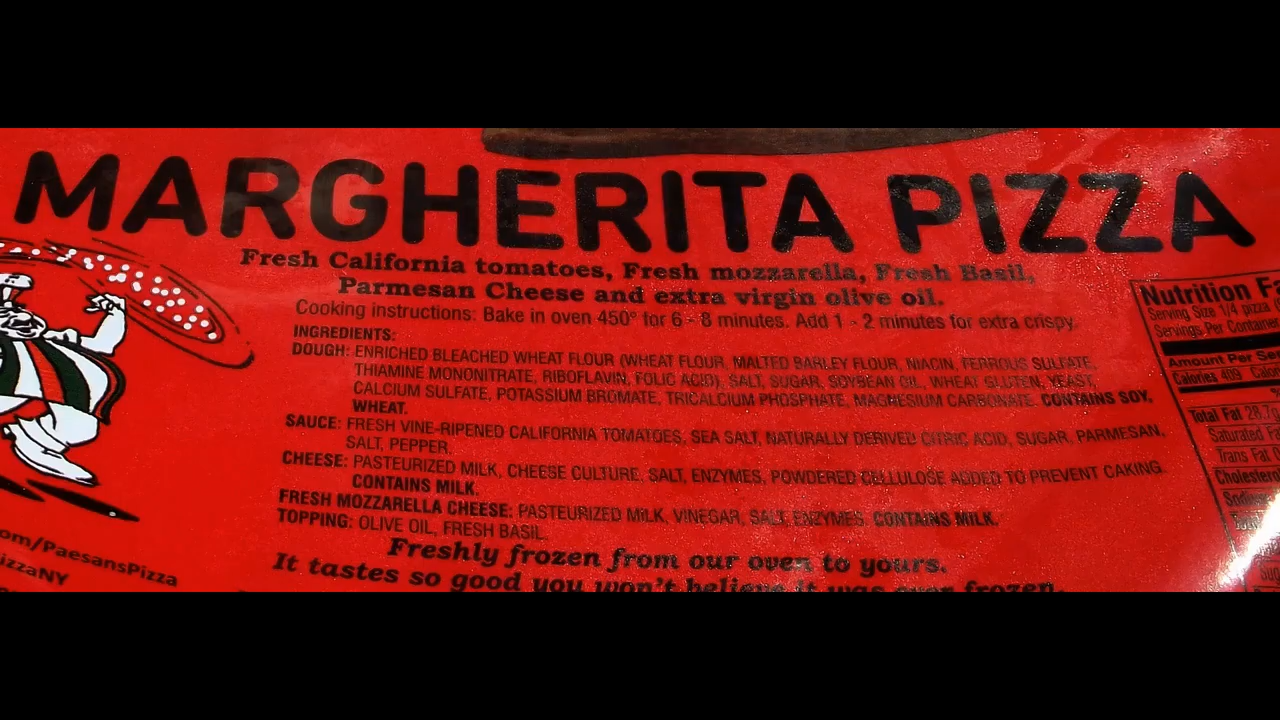 MARGHERITA PIZZA
Fresh California tomatoes, Fresh mozzarella, Fresh Basil,
Parmesan Cheese and extra virgin olive oil.
Cooking instructions: Bake in oven 450° for 6 - 8 minutes. Add 1 - 2 minutes for extra crispy.
INGREDIENTS:
DOUGH: ENRICHED BLEACHED WHEAT FLOUR (WHEAT FLOUR, MALTED BARLEY FLOUR, NIACIN, FERROUS SULFATE,
THIAMINE MONONITRATE, RIBOFLAVIN, FOLIC ACID), SALT, SUGAR, SOYBEAN OIL, WHEAT GLUTEN, YEAST,
CALCIUM SULFATE, POTASSIUM BROMATE, TRICALCIUM PHOSPHATE, MAGNESIUM CARBONATE. CONTAINS SOY,
WHEAT.
SAUCE: FRESH VINE-RIPENED CALIFORNIA TOMATOES, SEA SALT, NATURALLY DERIVED CITRIC ACID, SUGAR, PARMESAN,
SALT, PEPPER.
CHEESE: PASTEURIZED MILK, CHEESE CULTURE, SALT, ENZYMES, POWDERED CELLULOSE ADDED TO PREVENT CAKING.
CONTAINS MILK.
FRESH MOZZARELLA CHEESE: PASTEURIZED MILK, VINEGAR, SALT, ENZYMES. CONTAINS MILK.
TOPPING: OLIVE OIL, FRESH BASIL.
Freshly frozen from our oven to yours.
It tastes so good you won't believe it was ever frozen.
om/PaesansPizza
izzaNY
Nutrition Fa
Serving Size 1/4 pizza
Servings Per Containe
Amount Per Se
Calories 409 Calor
Total Fat 28.7g
Saturated F
Trans Fat
Cholester
Sodiu
Sug